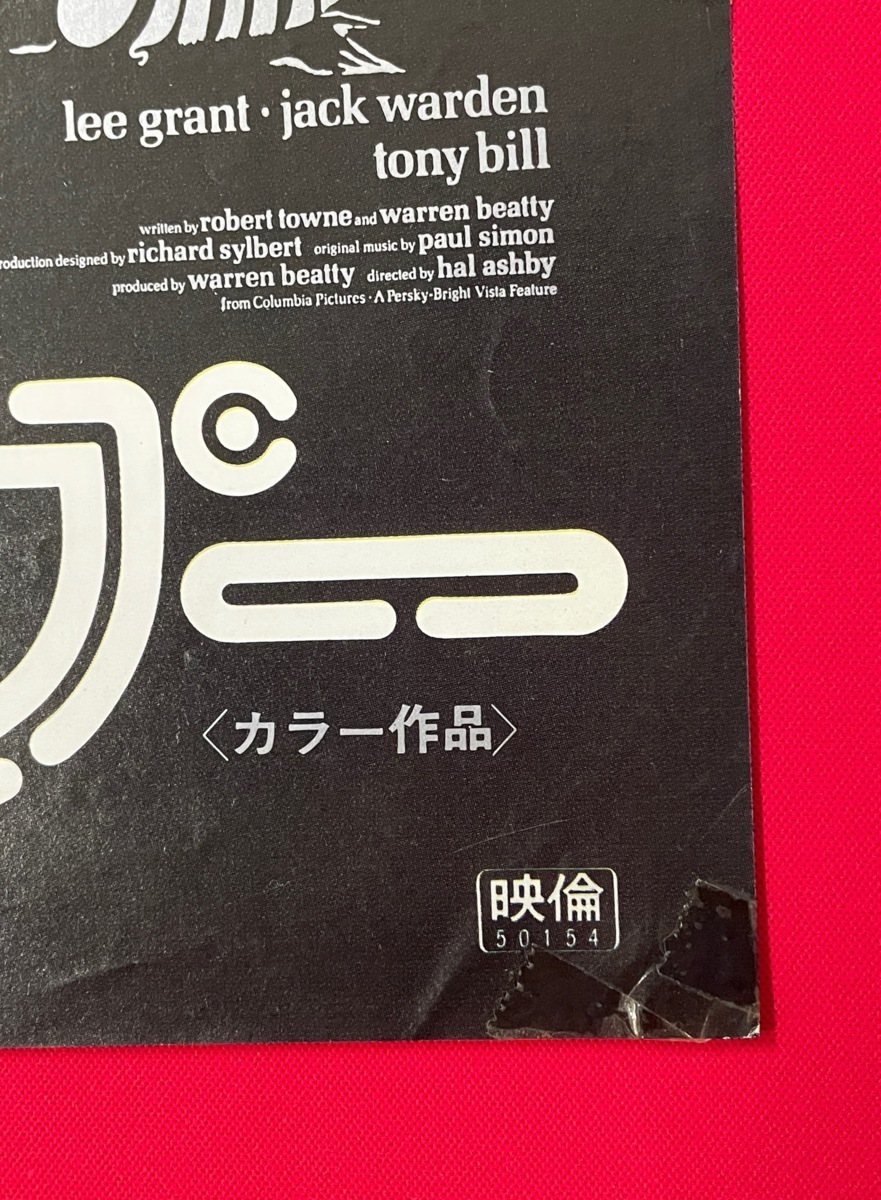 lee grant · jack warden
tony bill
written by robert towne and warren beatty
roduction designed by richard sylbert original music by paul simon
produced by warren beatty directed by hal ashby
from Columbia Pictures · A Persky-Bright Vista Feature
プー
〈カラー作品〉
映倫
50154